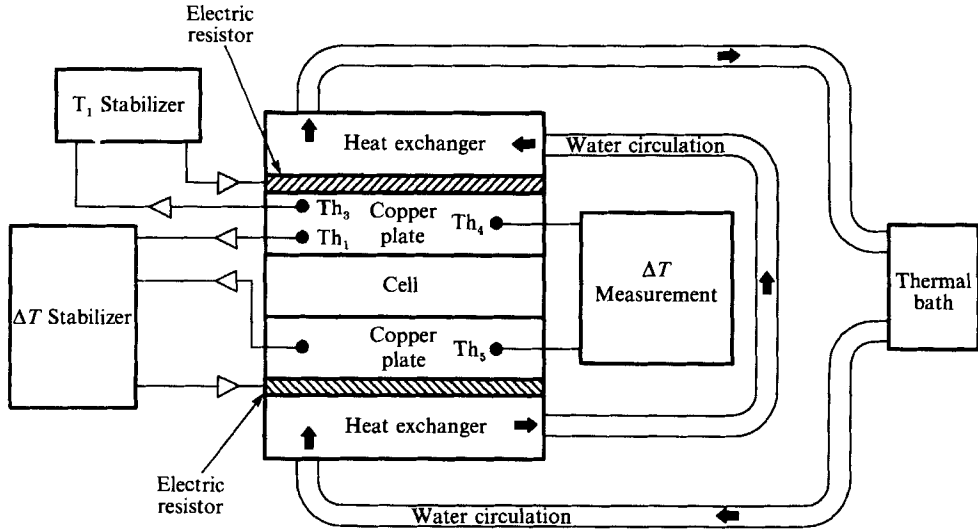 Electric
resistor
T₁ Stabilizer
Heat exchanger
Water circulation
Th₃
Copper
plate
Th₄
Th₁
ΔT
Measurement
Thermal
bath
Cell
ΔT Stabilizer
Copper
plate
Th₅
Heat exchanger
Electric
resistor
Water circulation